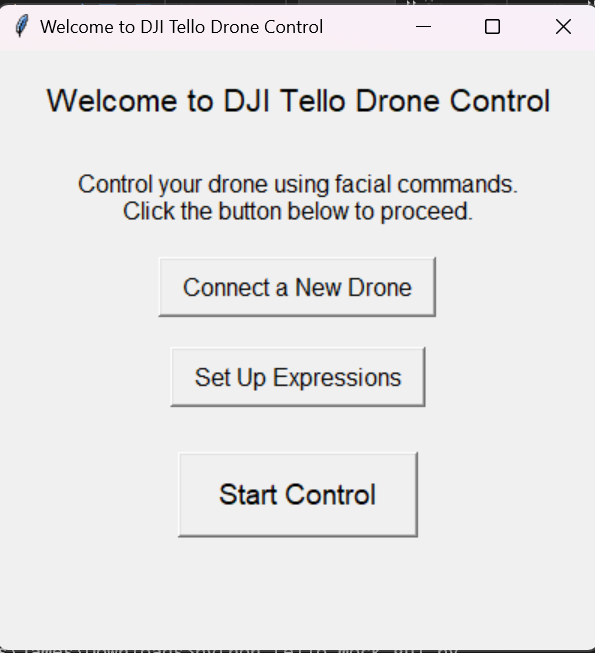 Welcome to DJI Tello Drone Control
Welcome to DJI Tello Drone Control
Control your drone using facial commands.
Click the button below to proceed.
Connect a New Drone
Set Up Expressions
Start Control